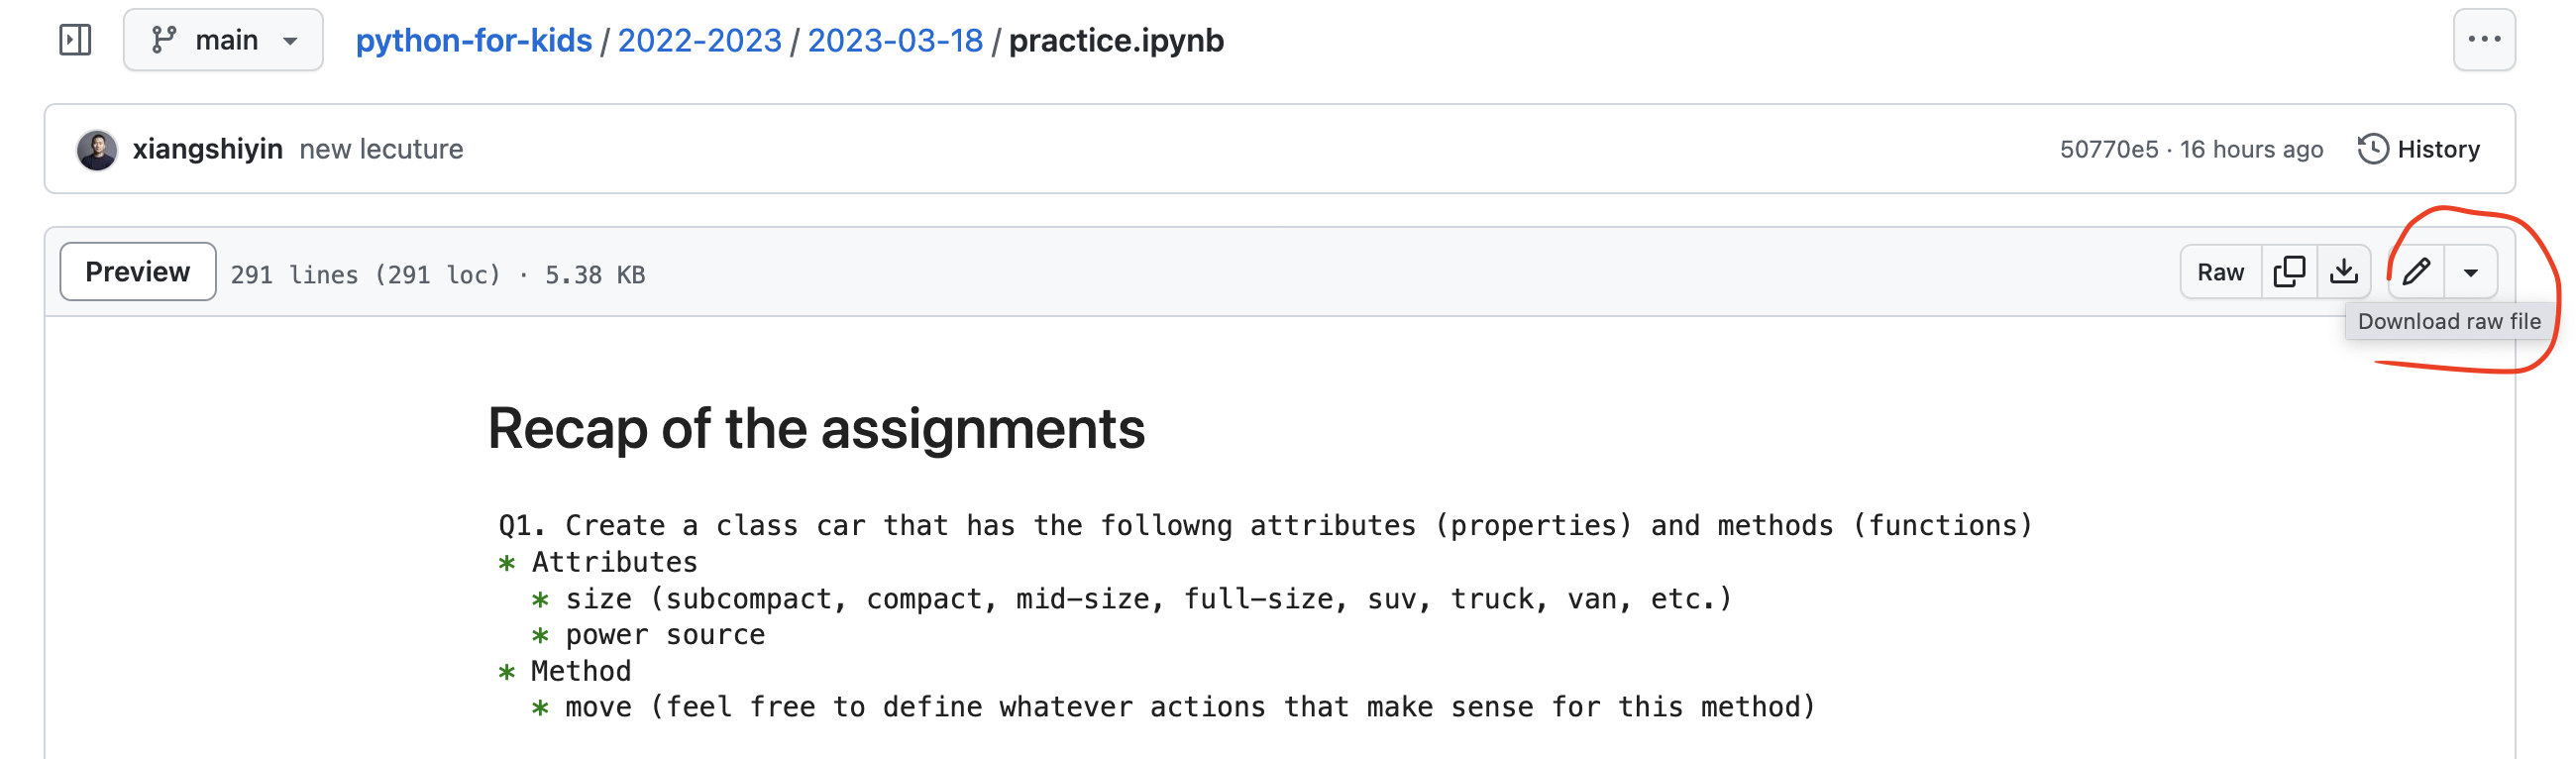 main python-for-kids / 2022-2023 / 2023-03-18 / practice.ipynb
xiangshiyin new lecuture 50770e5 · 16 hours ago History
Preview 291 lines (291 loc) · 5.38 KB Raw
Download raw file
Recap of the assignments
Q1. Create a class car that has the followng attributes (properties) and methods (functions)
* Attributes
* size (subcompact, compact, mid-size, full-size, suv, truck, van, etc.)
* power source
* Method
* move (feel free to define whatever actions that make sense for this method)